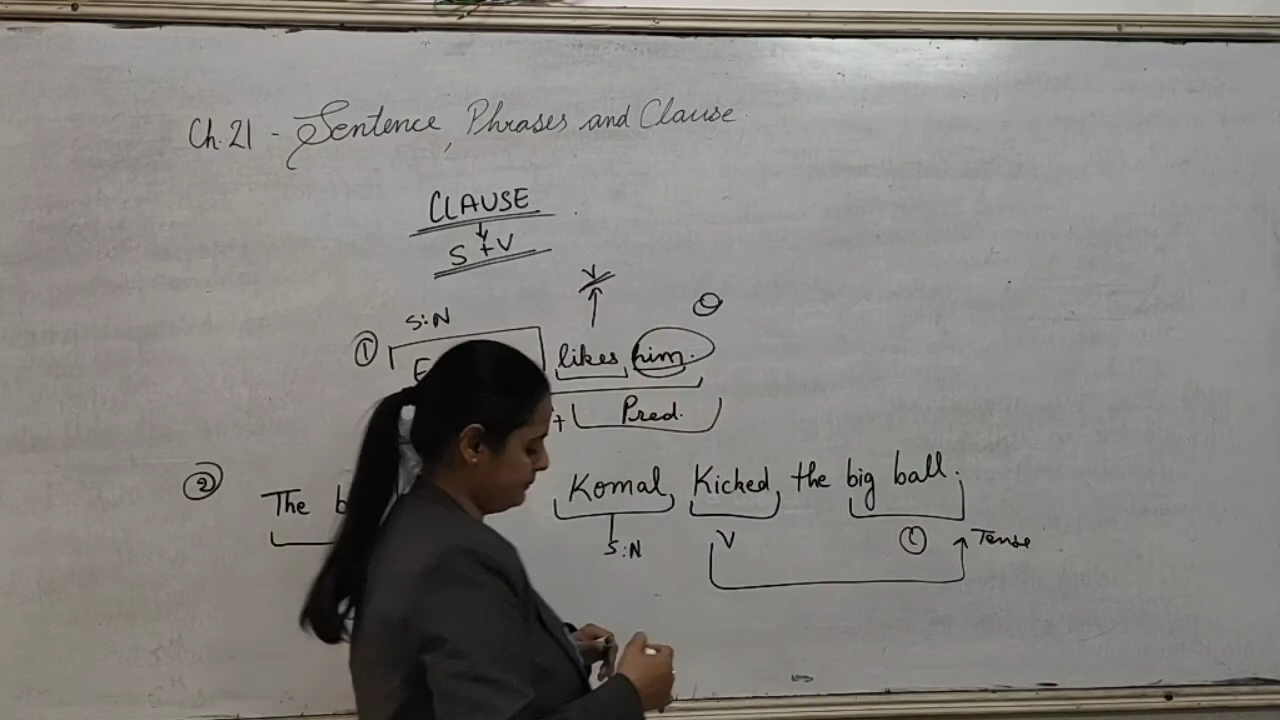 Ch.21 - Sentence, Phrases and Clause.
CLAUSE
S + V
V
S:N
① likes him.
+ Pred.
② The Komal Kicked the big ball.
S:N V Tense